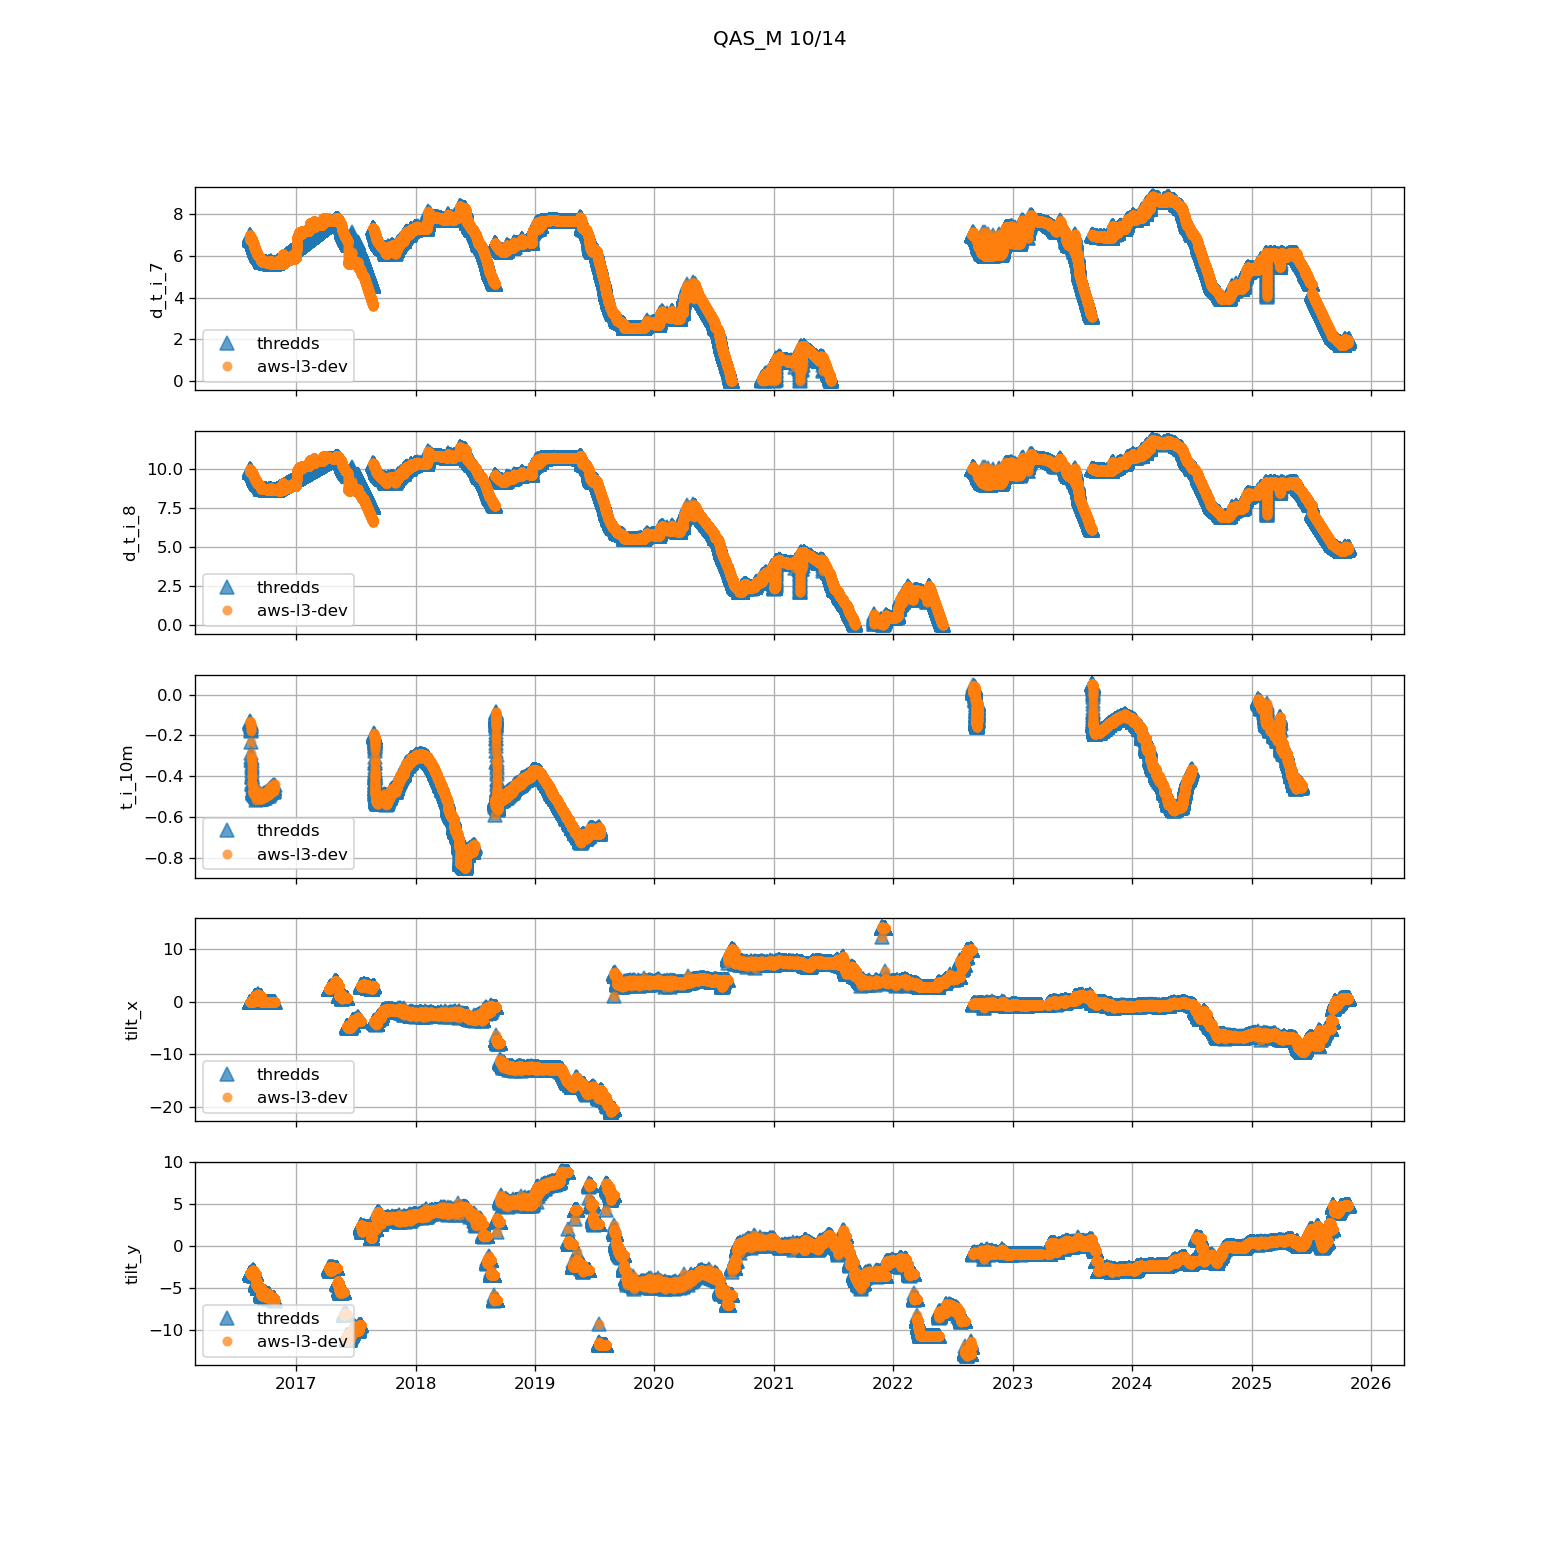 QAS_M 10/14
8
6
4
2
0
d_t_i_7
thredds
aws-l3-dev
10.0
7.5
5.0
2.5
0.0
d_t_i_8
thredds
aws-l3-dev
0.0
−0.2
−0.4
−0.6
−0.8
t_i_10m
thredds
aws-l3-dev
10
0
−10
−20
tilt_x
thredds
aws-l3-dev
10
5
0
−5
−10
tilt_y
thredds
aws-l3-dev
2017 2018 2019 2020 2021 2022 2023 2024 2025 2026